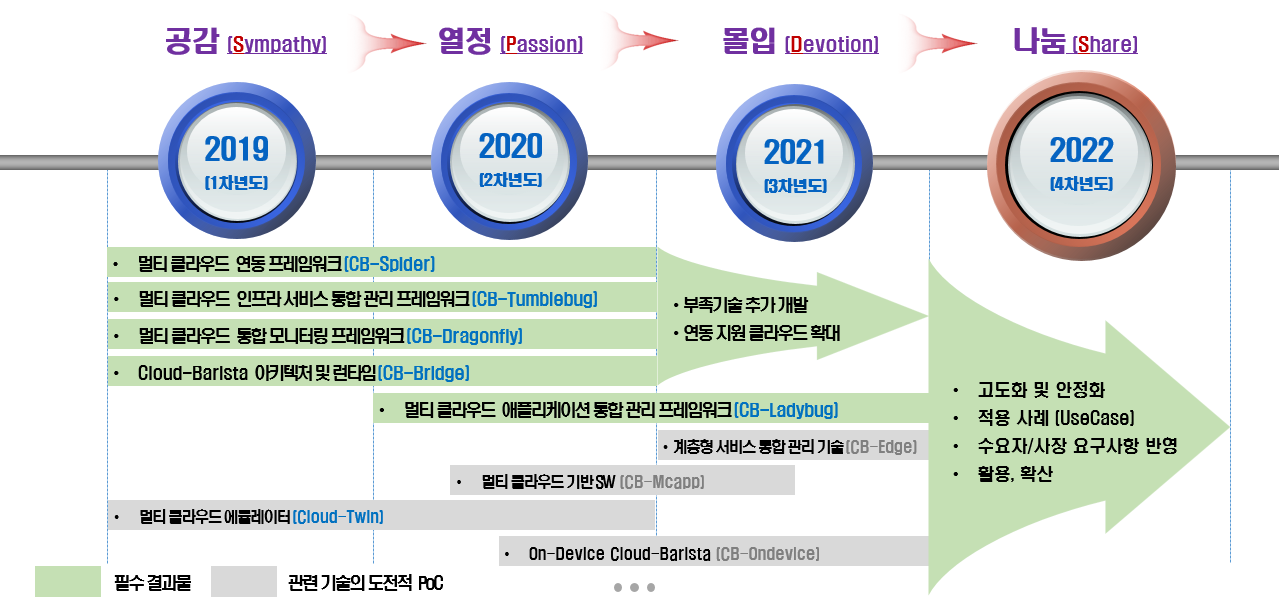 공감 (Sympathy)
열정 (Passion)
몰입 (Devotion)
나눔 (Share)
2019
(1차년도)
2020
(2차년도)
2021
(3차년도)
2022
(4차년도)
• 멀티 클라우드 연동 프레임워크(CB-Spider)
• 멀티 클라우드 인프라 서비스 통합 관리 프레임워크(CB-Tumblebug)
• 멀티 클라우드 통합 모니터링 프레임워크(CB-Dragonfly)
• Cloud-Barista 아키텍처 및 런타임(CB-Bridge)
• 부족기술 추가 개발
• 연동 지원 클라우드 확대
• 멀티 클라우드 애플리케이션 통합 관리 프레임워크(CB-Ladybug)
• 계층형 서비스 통합 관리 기술(CB-Edge)
• 멀티 클라우드 기반 SW (CB-Mcapp)
• 멀티 클라우드 에뮬레이터(Cloud-Twin)
• On-Device Cloud-Barista (CB-Ondevice)
• 고도화 및 안정화
• 적용 사례 (UseCase)
• 수요자/사장 요구사항 반영
• 활용, 확산
필수 결과물
관련 기술의 도전적 PoC